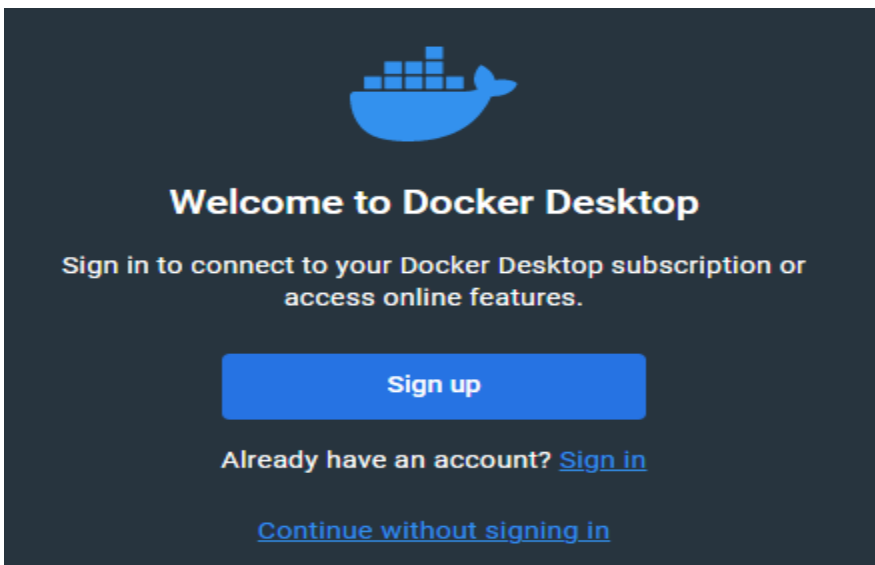 Welcome to Docker Desktop
Sign in to connect to your Docker Desktop subscription or
access online features.
Sign up
Already have an account? Sign in
Continue without signing in